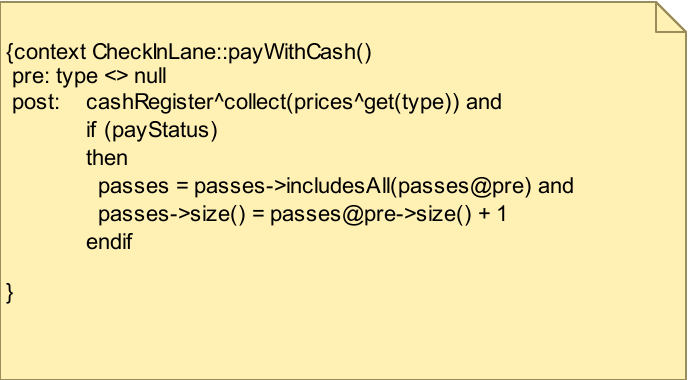 {context CheckInLane::payWithCash()
pre: type <> null
post: cashRegister^collect(prices^get(type)) and
if (payStatus)
then
passes = passes->includesAll(passes@pre) and
passes->size() = passes@pre->size() + 1
endif
}